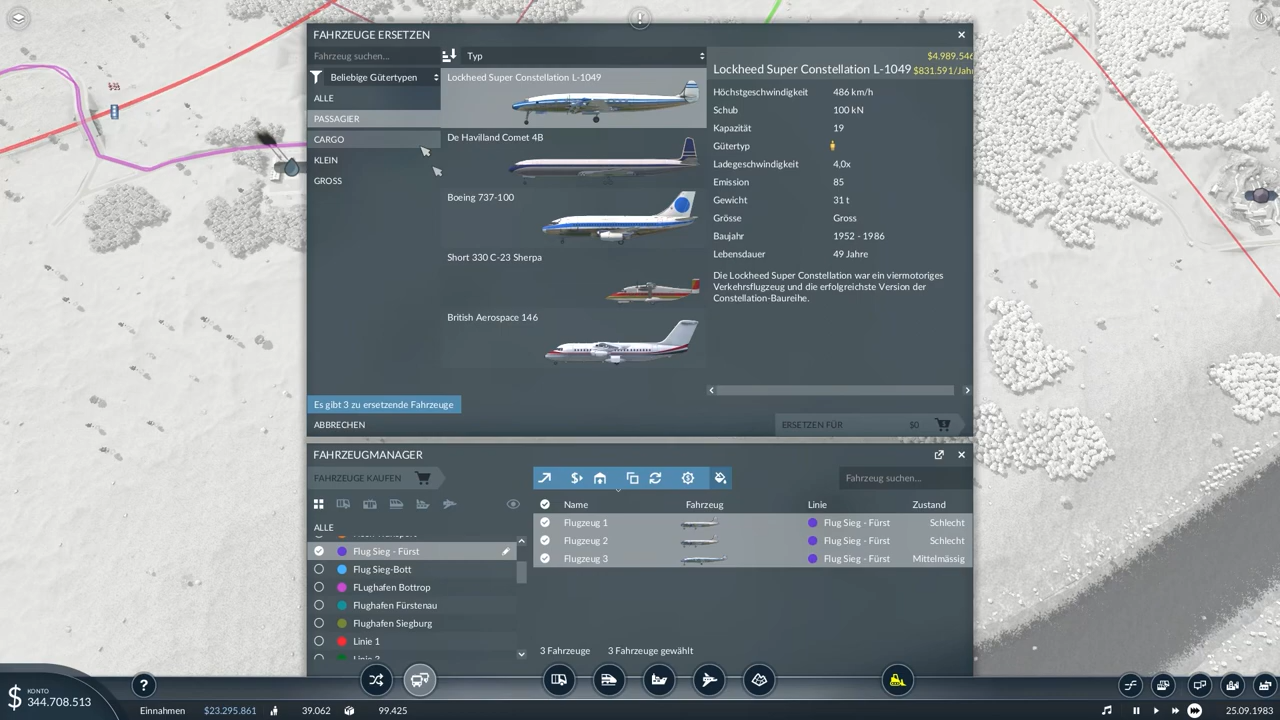 FAHRZEUGE ERSETZEN
Fahrzeug suchen...
Typ
Beliebige Gütertypen
ALLE
PASSAGIER
CARGO
KLEIN
GROSS
Lockheed Super Constellation L-1049
De Havilland Comet 4B
Boeing 737-100
Short 330 C-23 Sherpa
British Aerospace 146
$4.989.546
Lockheed Super Constellation L-1049
$831.591/Jahr
Höchstgeschwindigkeit 486 km/h
Schub 100 kN
Kapazität 19
Gütertyp
Ladegeschwindigkeit 4,0x
Emission 85
Gewicht 31 t
Grösse Gross
Baujahr 1952 - 1986
Lebensdauer 49 Jahre
Die Lockheed Super Constellation war ein viermotoriges
Verkehrsflugzeug und die erfolgreichste Version der
Constellation-Baureihe.
Es gibt 3 zu ersetzende Fahrzeuge
ABBRECHEN
ERSETZEN FÜR $0
FAHRZEUGMANAGER
FAHRZEUGE KAUFEN
Fahrzeug suchen...
ALLE
Flug Sieg - Fürst
Flug Sieg-Bott
FLughafen Bottrop
Flughafen Fürstenau
Flughafen Siegburg
Linie 1
Name Fahrzeug Linie Zustand
Flugzeug 1 Flug Sieg - Fürst Schlecht
Flugzeug 2 Flug Sieg - Fürst Schlecht
Flugzeug 3 Flug Sieg - Fürst Mittelmässig
3 Fahrzeuge 3 Fahrzeuge gewählt
KONTO
$ 344.708.513
Einnahmen $23.295.861 39.062 99.425
25.09.1983